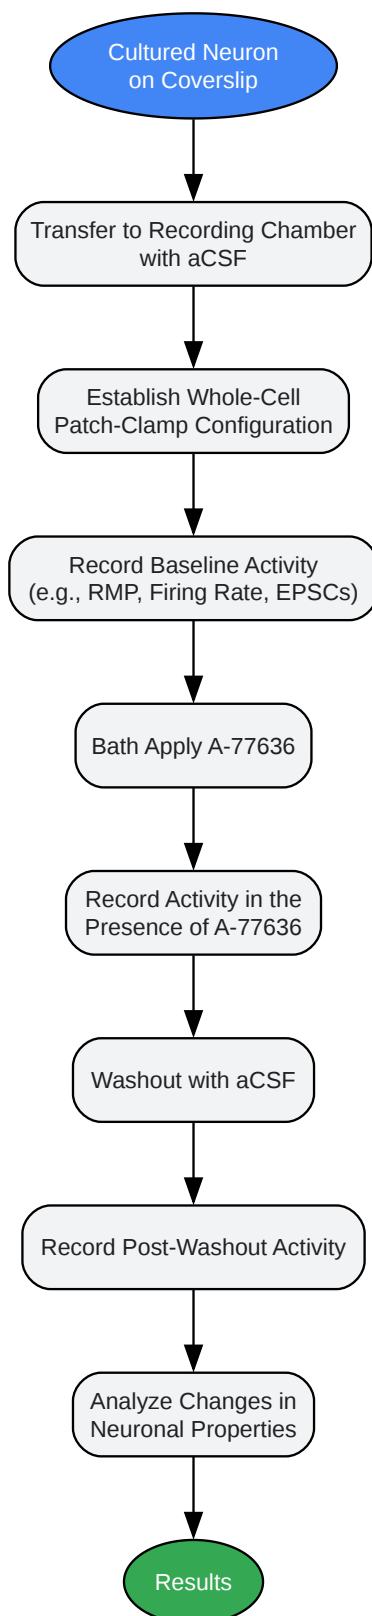 Cultured Neuron
on Coverslip
Transfer to Recording Chamber
with aCSF
Establish Whole-Cell
Patch-Clamp Configuration
Record Baseline Activity
(e.g., RMP, Firing Rate, EPSCs)
Bath Apply A-77636
Record Activity in the
Presence of A-77636
Washout with aCSF
Record Post-Washout Activity
Analyze Changes in
Neuronal Properties
Results